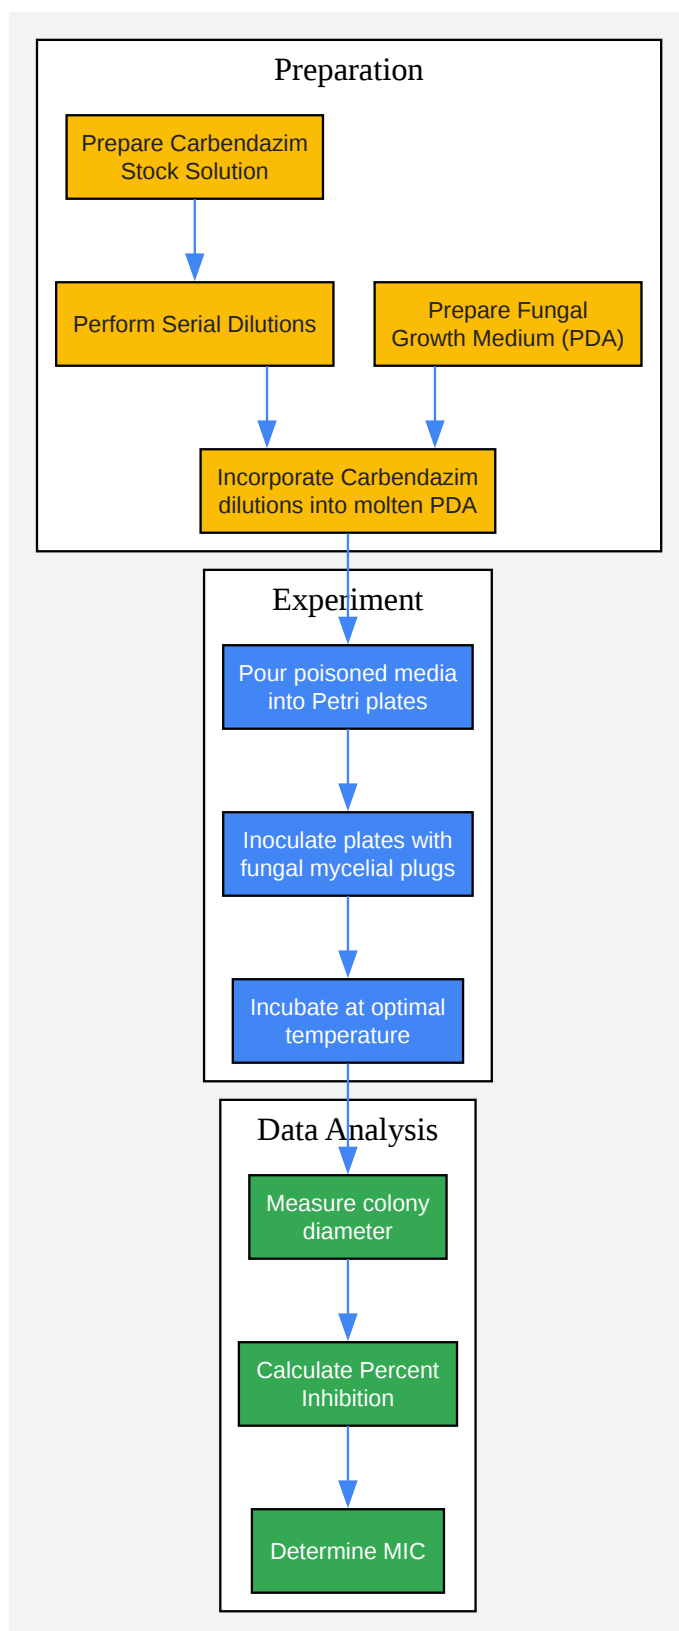 Preparation
Prepare Carbendazim
Stock Solution
Perform Serial Dilutions
Prepare Fungal
Growth Medium (PDA)
Incorporate Carbendazim
dilutions into molten PDA
Experiment
Pour poisoned media
into Petri plates
Inoculate plates with
fungal mycelial plugs
Incubate at optimal
temperature
Data Analysis
Measure colony
diameter
Calculate Percent
Inhibition
Determine MIC